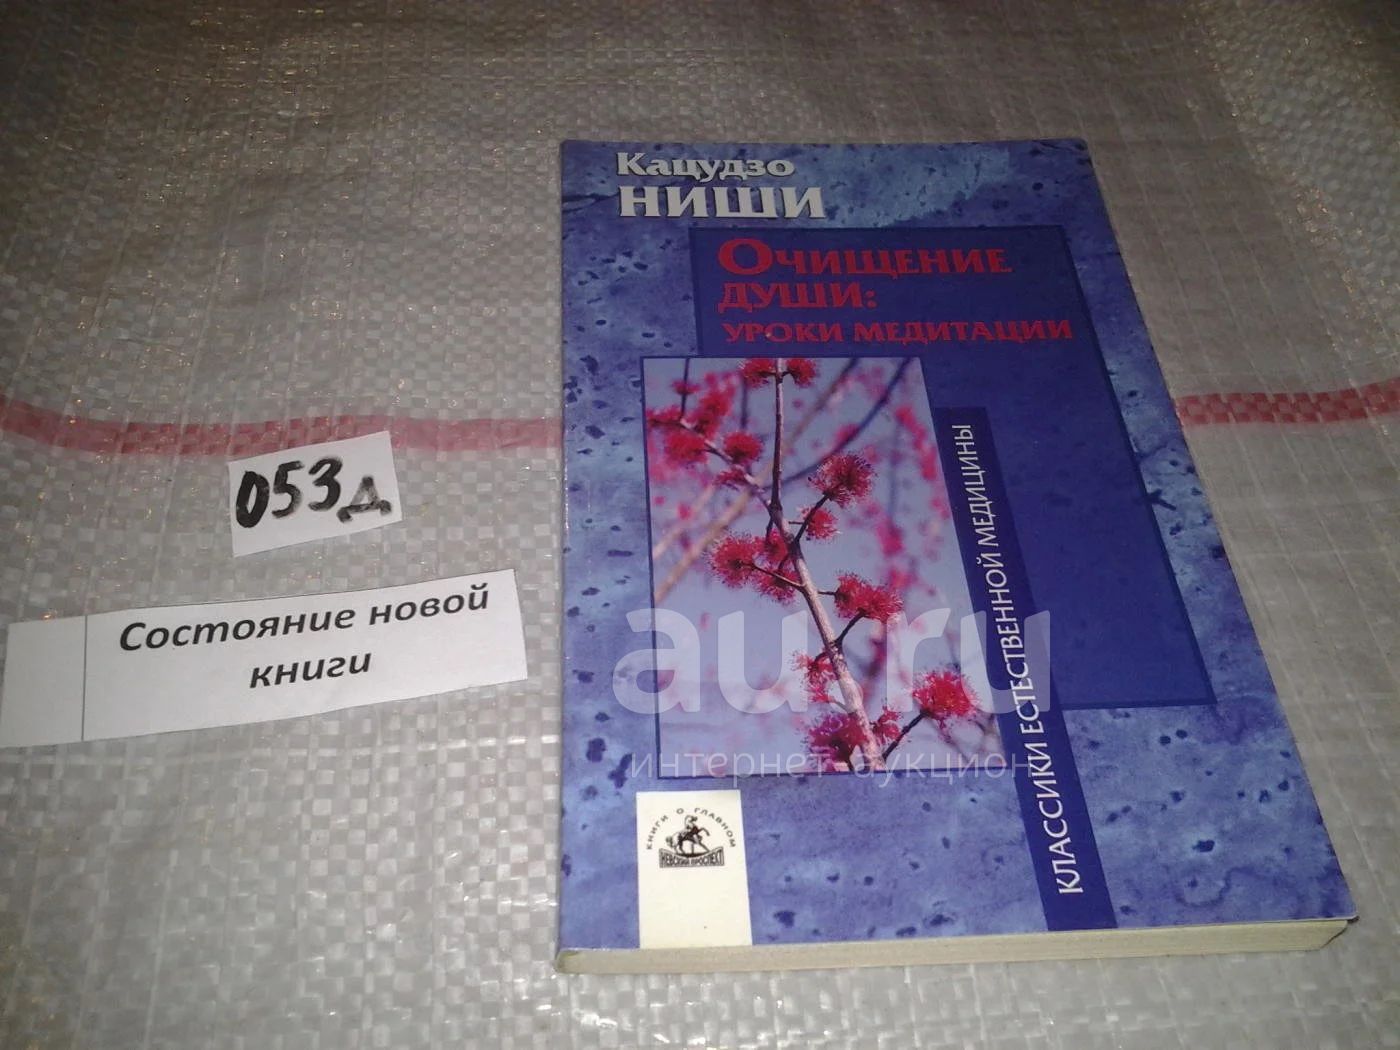 Кацудзо
НИШИ
Очищение
души:
уроки медитации
КЛАССИКИ ЕСТЕСТВЕННОЙ МЕДИЦИНЫ
КНИГИ О ГЛАВНОМ
НЕВСКИЙ ПРОСПЕКТ
053д
Состояние новой
книги
au.ru
интернет-аукцион